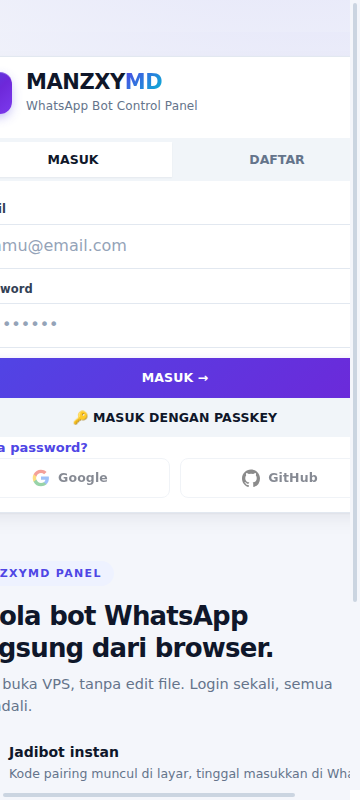 MANZXYMD
WhatsApp Bot Control Panel
MASUK
DAFTAR
il
mu@email.com
word
•••••••
MASUK →
🔑 MASUK DENGAN PASSKEY
a password?
Google
GitHub
ZXYMD PANEL
ola bot WhatsApp
gsung dari browser.
buka VPS, tanpa edit file. Login sekali, semua
dali.
Jadibot instan
Kode pairing muncul di layar, tinggal masukkan di Wha